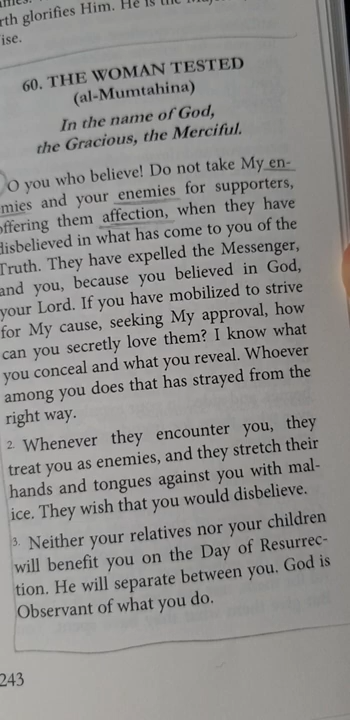 rth glorifies Him. He is the
ise.
60. THE WOMAN TESTED
(al-Mumtahina)
In the name of God,
the Gracious, the Merciful.
O you who believe! Do not take My en-
mies and your enemies for supporters,
offering them affection, when they have
disbelieved in what has come to you of the
Truth. They have expelled the Messenger,
and you, because you believed in God,
your Lord. If you have mobilized to strive
for My cause, seeking My approval, how
can you secretly love them? I know what
you conceal and what you reveal. Whoever
among you does that has strayed from the
right way.
2. Whenever they encounter you, they
treat you as enemies, and they stretch their
hands and tongues against you with mal-
ice. They wish that you would disbelieve.
3. Neither your relatives nor your children
will benefit you on the Day of Resurrec-
tion. He will separate between you. God is
Observant of what you do.
243